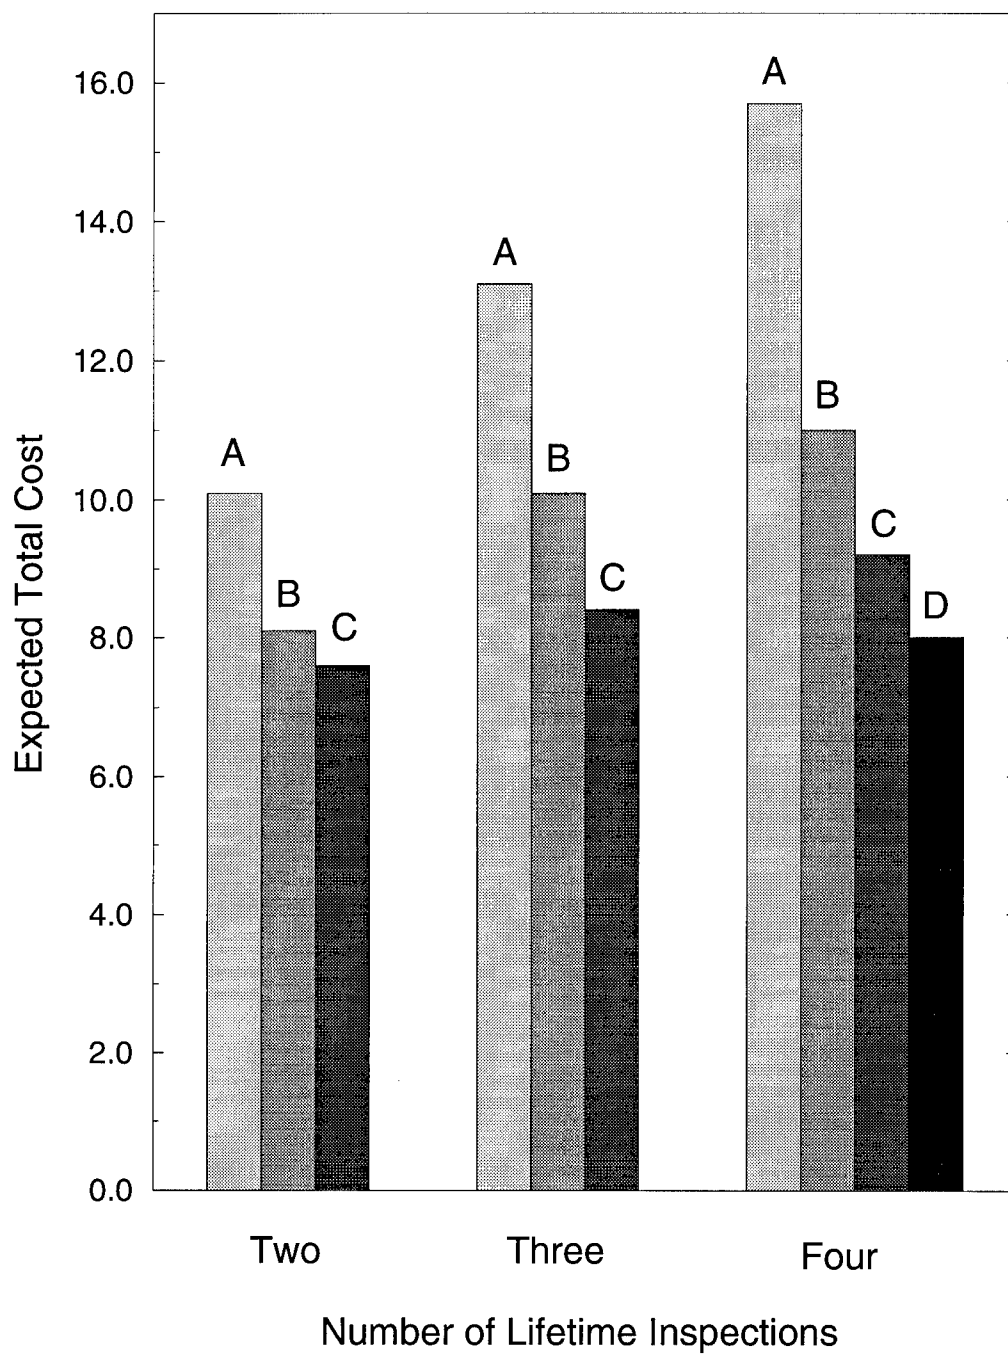 16.0
14.0
12.0
10.0
8.0
6.0
4.0
2.0
0.0
Expected Total Cost
A
B
C
A
B
C
A
B
C
D
Two
Three
Four
Number of Lifetime Inspections